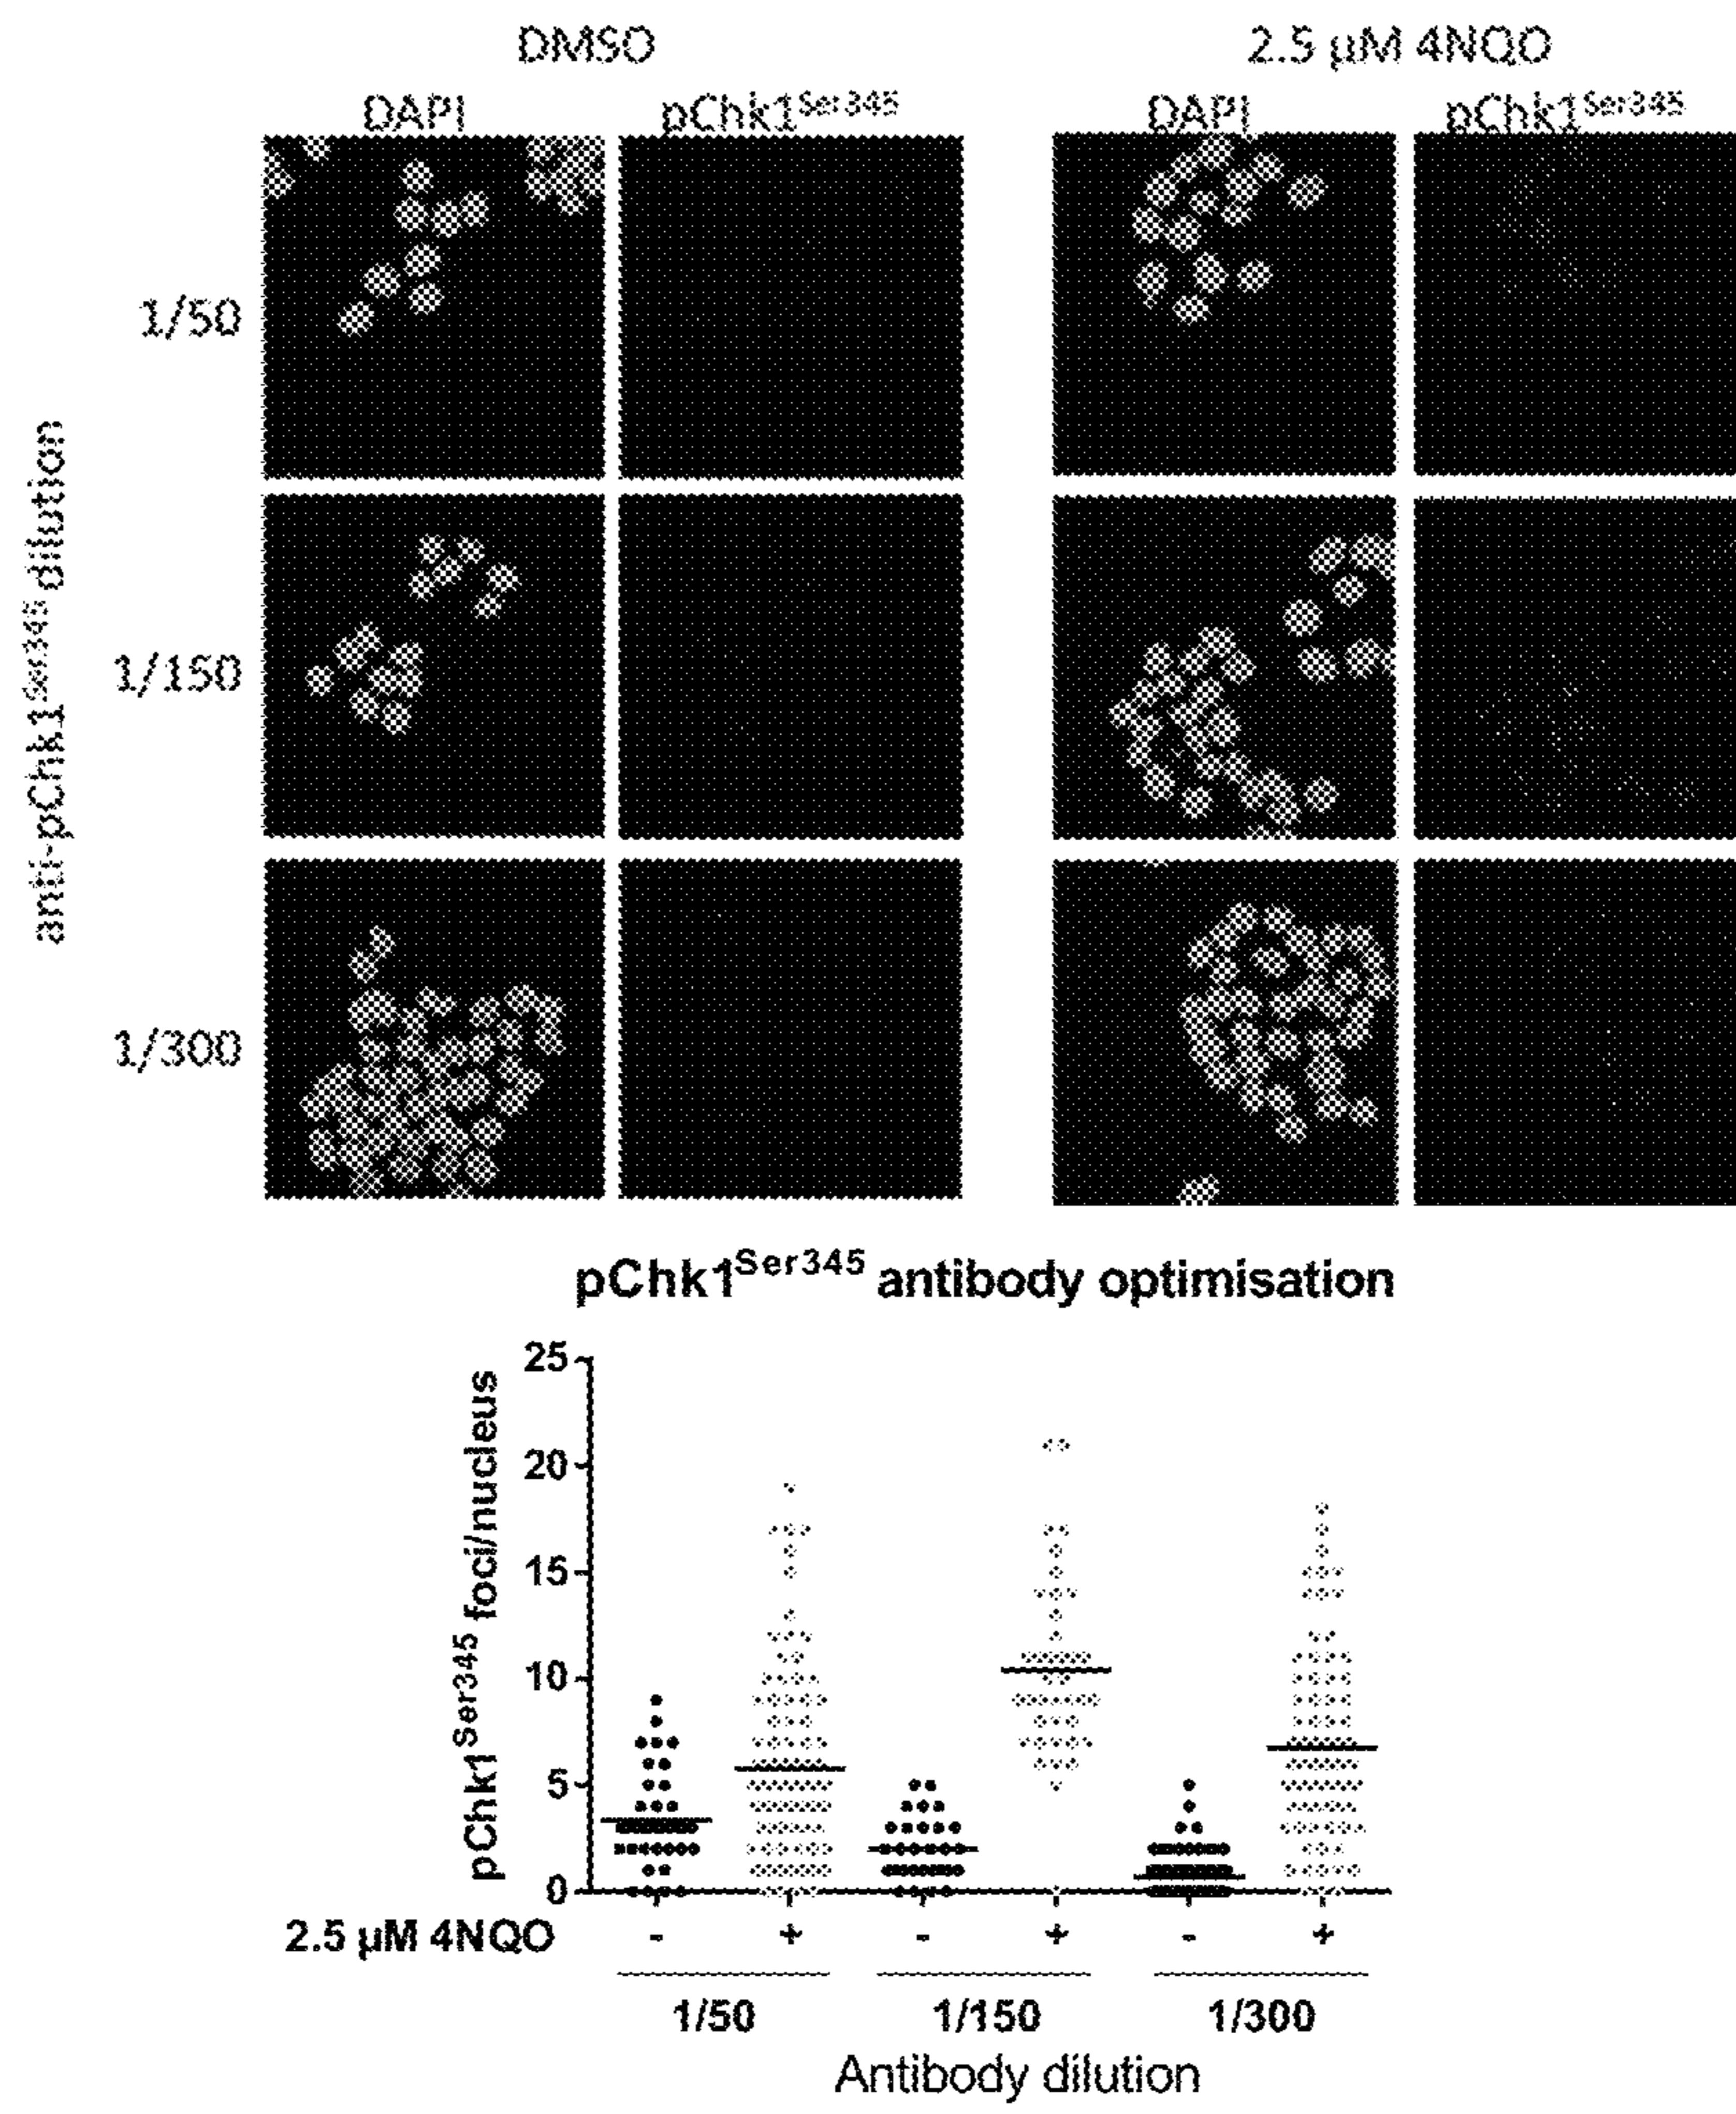 DMSO
2.5 µM 4NQO
DAPI
pChk1Ser345
DAPI
pChk1Ser345
anti-pChk1Ser345 dilution
1/50
1/150
1/300
pChk1Ser345 antibody optimisation
pChk1Ser345 foci/nucleus
25
20
15
10
5
0
2.5 µM 4NQO
- + - + - +
1/50 1/150 1/300
Antibody dilution